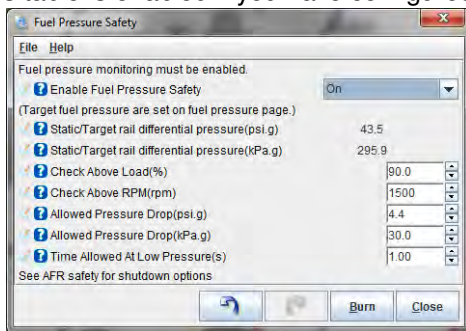 Fuel Pressure Safety
File Help
Fuel pressure monitoring must be enabled.
Enable Fuel Pressure Safety On
(Target fuel pressure are set on fuel pressure page.)
Static/Target rail differential pressure(psi.g) 43.5
Static/Target rail differential pressure(kPa.g) 295.9
Check Above Load(%) 90.0
Check Above RPM(rpm) 1500
Allowed Pressure Drop(psi.g) 4.4
Allowed Pressure Drop(kPa.g) 30.0
Time Allowed At Low Pressure(s) 1.00
See AFR safety for shutdown options
Burn Close